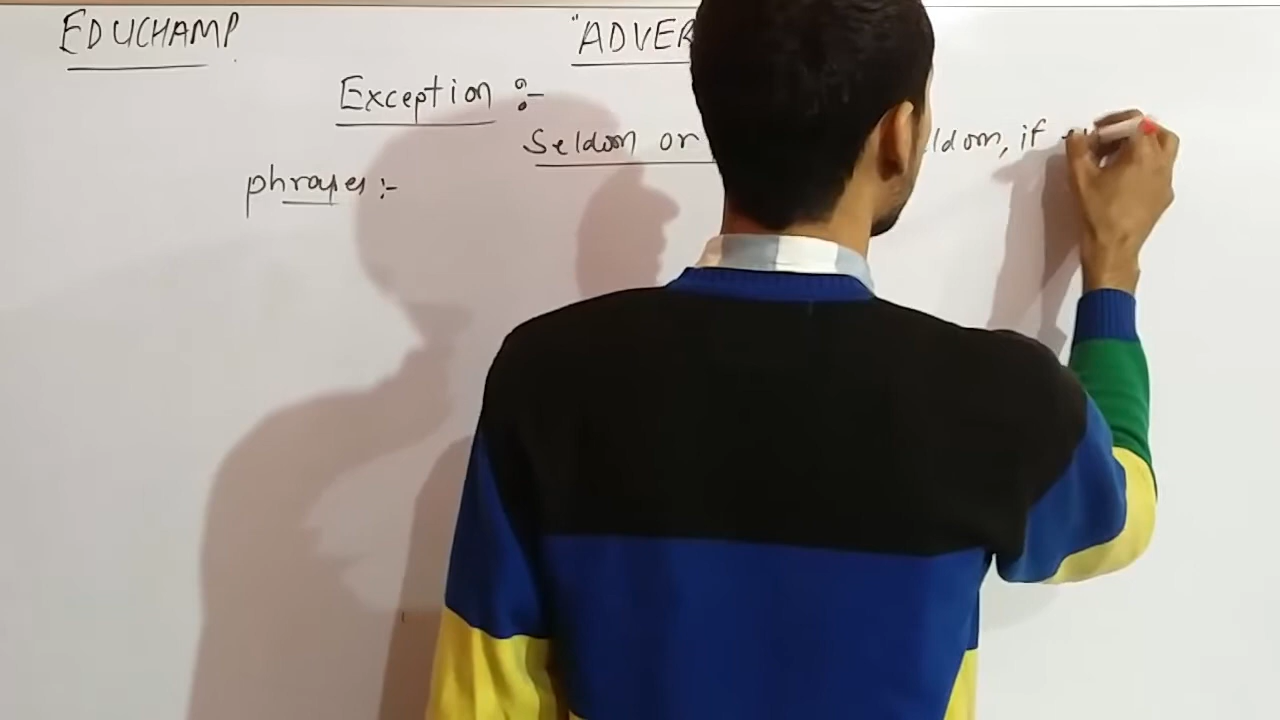 EDUCHAMP
"ADVER
Exception :-
Seldom or ldom, if
phrases :-